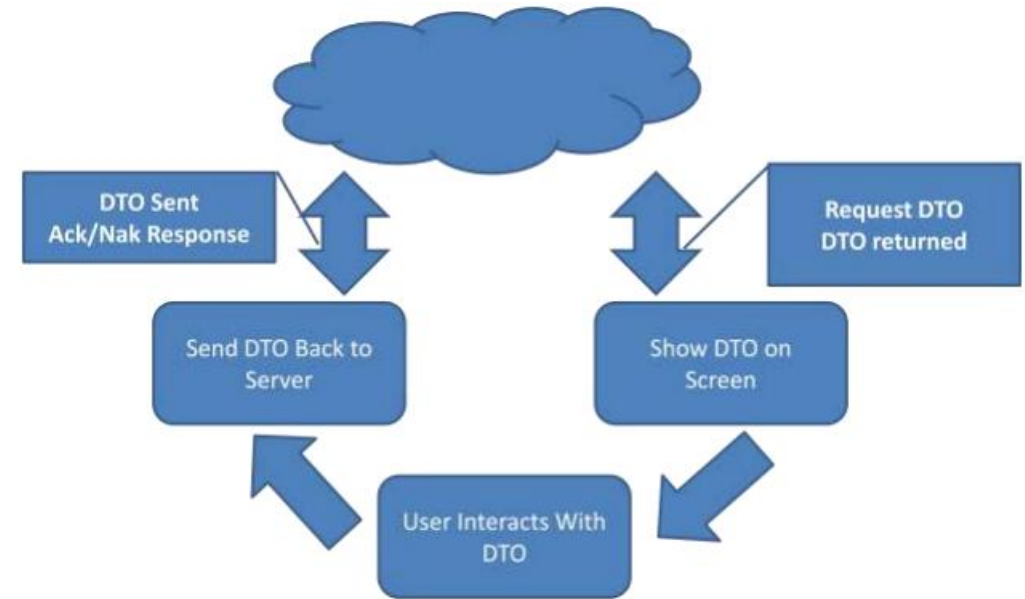 DTO Sent
Ack/Nak Response
Request DTO
DTO returned
Send DTO Back to
Server
Show DTO on
Screen
User Interacts With
DTO